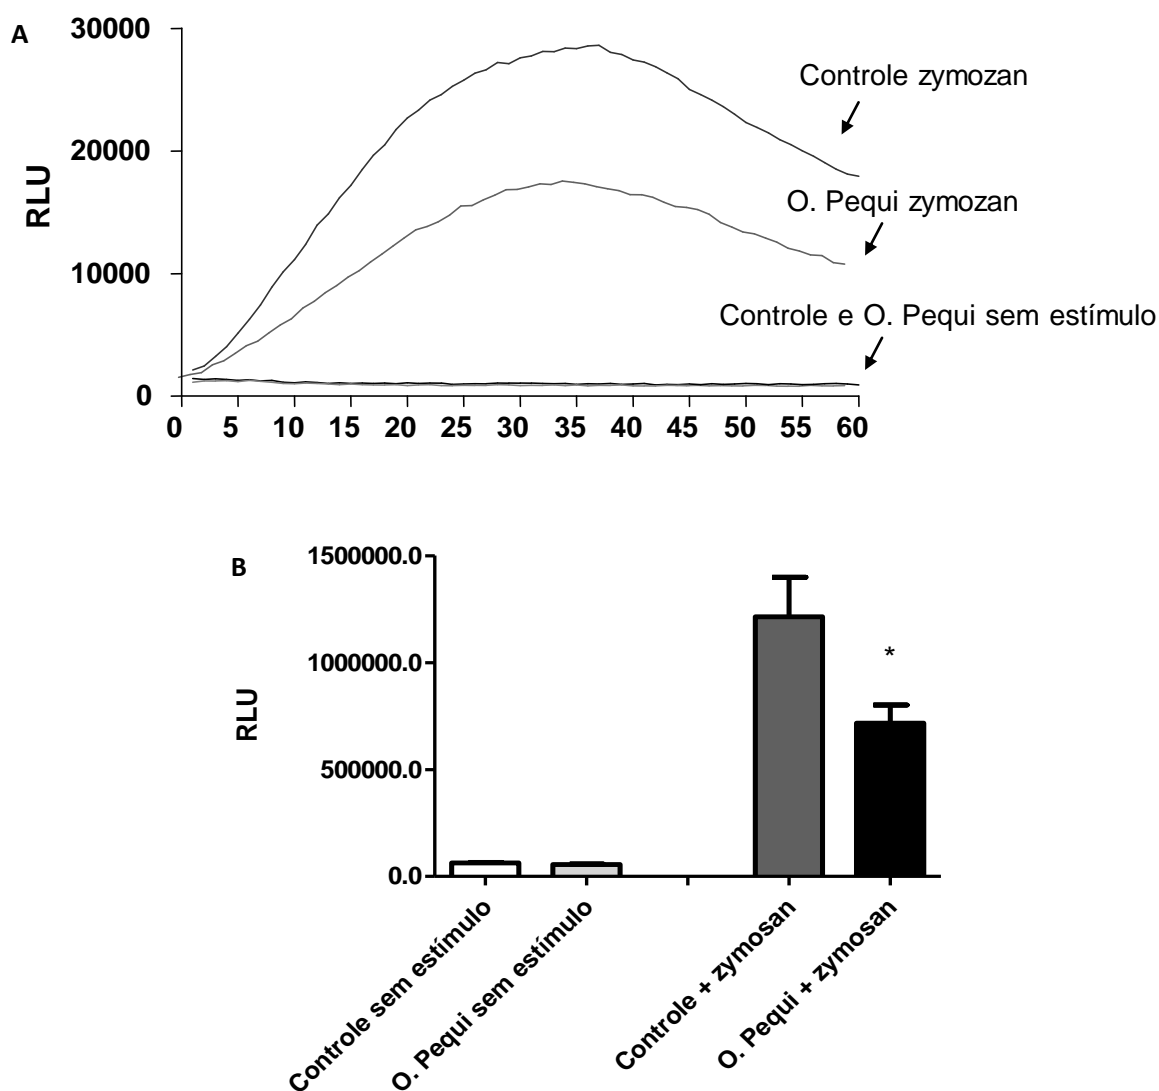 A
30000
20000
10000
0
RLU
0 5 10 15 20 25 30 35 40 45 50 55 60
Controle zymozan
O. Pequi zymozan
Controle e O. Pequi sem estímulo
B
1500000.0
1000000.0
500000.0
0.0
RLU
*
Controle sem estímulo
O. Pequi sem estímulo
Controle + zymosan
O. Pequi + zymosan